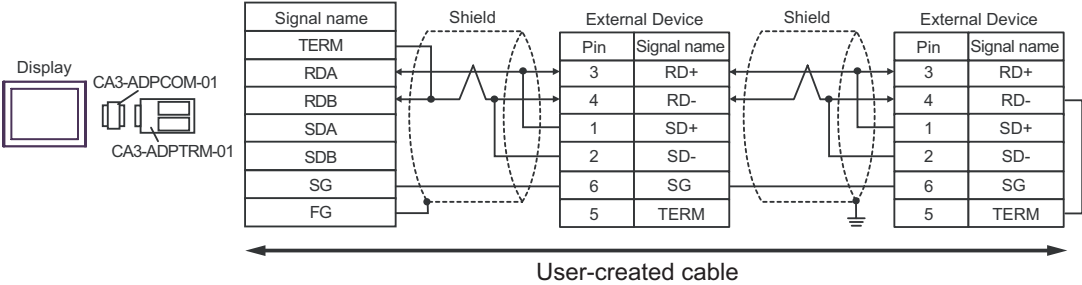 Display
CA3-ADPCOM-01
CA3-ADPTRM-01
Signal name
TERM
RDA
RDB
SDA
SDB
SG
FG
Shield
External Device
Pin Signal name
3 RD+
4 RD-
1 SD+
2 SD-
6 SG
5 TERM
Shield
External Device
Pin Signal name
3 RD+
4 RD-
1 SD+
2 SD-
6 SG
5 TERM
User-created cable